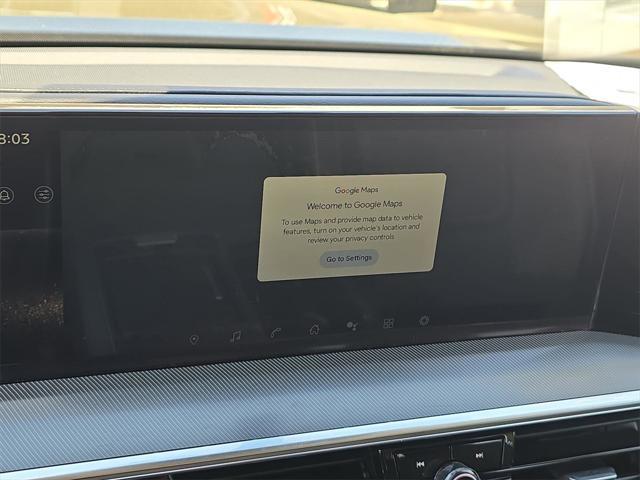 8:03
Google Maps
Welcome to Google Maps
To use Maps and provide map data to vehicle
features, turn on your vehicle's location and
review your privacy controls
Go to Settings